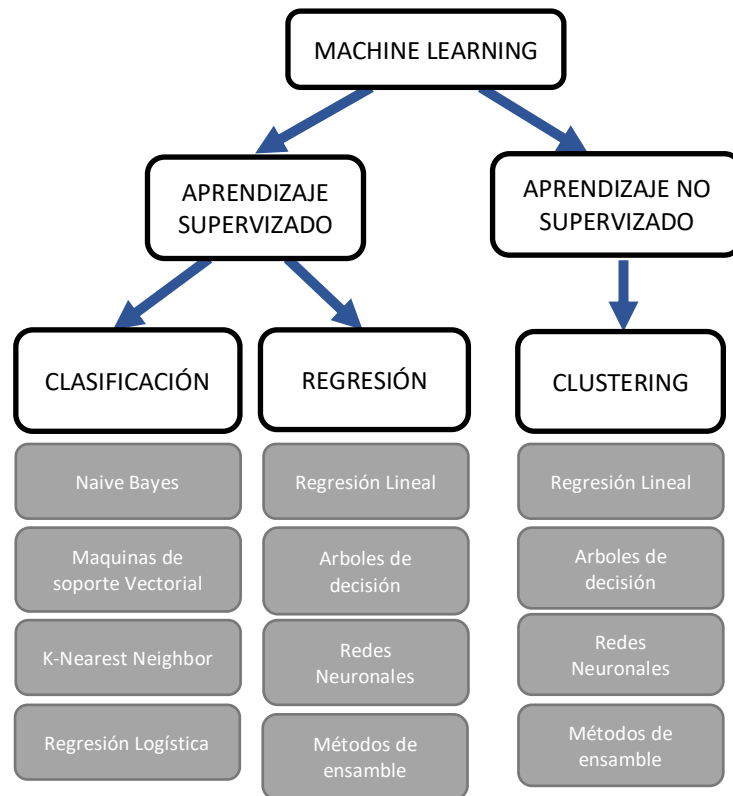 MACHINE LEARNING
APRENDIZAJE
SUPERVIZADO
APRENDIZAJE NO
SUPERVIZADO
CLASIFICACIÓN
REGRESIÓN
CLUSTERING
Naive Bayes
Maquinas de
soporte Vectorial
K-Nearest Neighbor
Regresión Logística
Regresión Lineal
Arboles de
decisión
Redes
Neuronales
Métodos de
ensamble
Regresión Lineal
Arboles de
decisión
Redes
Neuronales
Métodos de
ensamble